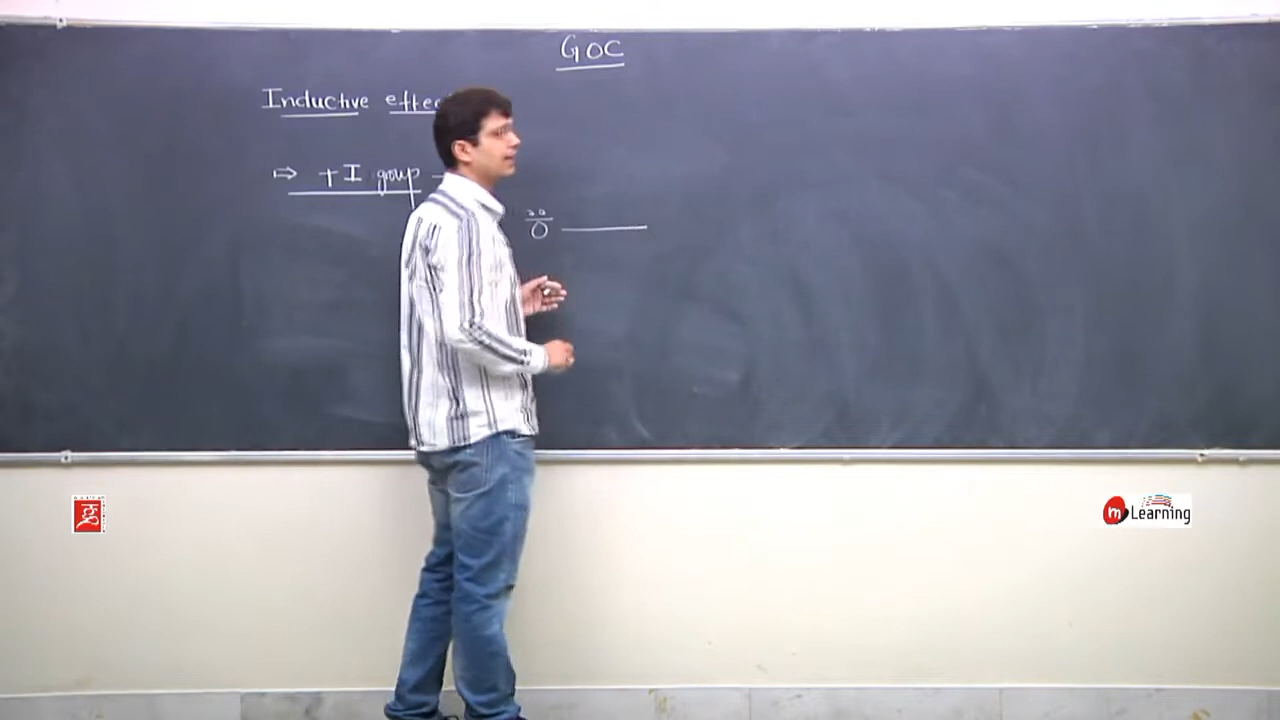 GOC
Inductive effec
⇒ +I group –
O
m Learning